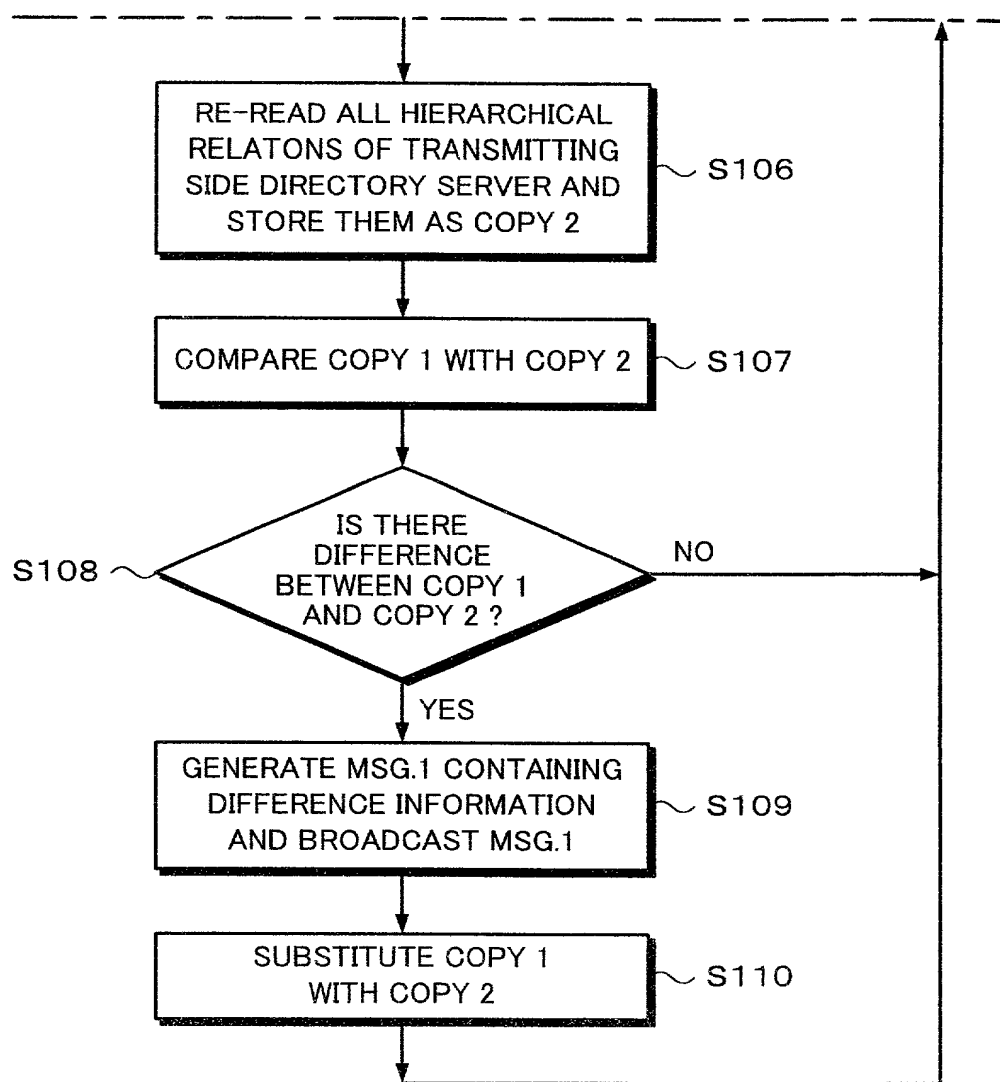 RE-READ ALL HIERARCHICAL
RELATONS OF TRANSMITTING
SIDE DIRECTORY SERVER AND
STORE THEM AS COPY 2
S106
COMPARE COPY 1 WITH COPY 2
S107
IS THERE
DIFFERENCE
BETWEEN COPY 1
AND COPY 2 ?
S108
NO
YES
GENERATE MSG.1 CONTAINING
DIFFERENCE INFORMATION
AND BROADCAST MSG.1
S109
SUBSTITUTE COPY 1
WITH COPY 2
S110